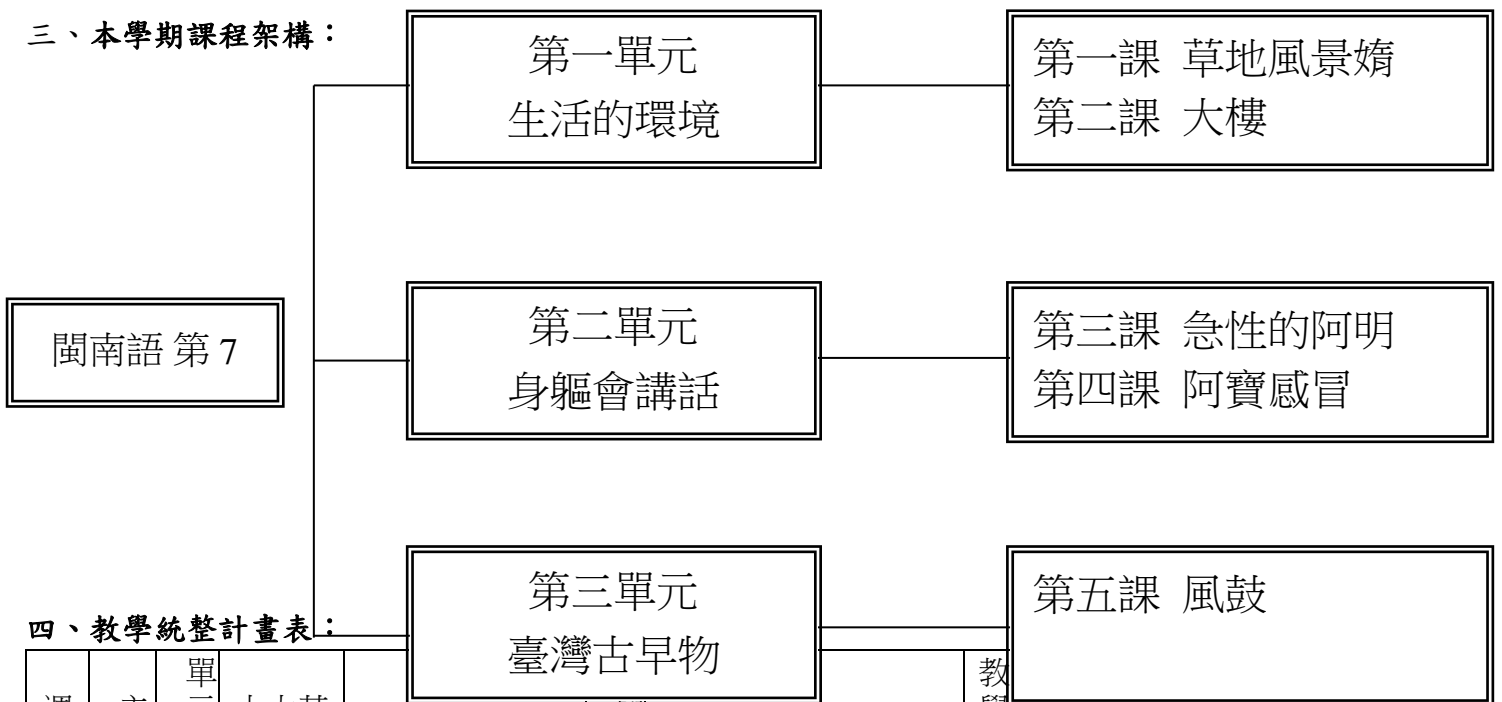 三、本學期課程架構：
第一單元
生活的環境
第一課 草地風景媠
第二課 大樓
閩南語 第 7
第二單元
身軀會講話
第三課 急性的阿明
第四課 阿寶感冒
第三單元
臺灣古早物
第五課 風鼓
四、教學統整計畫表：
單
教